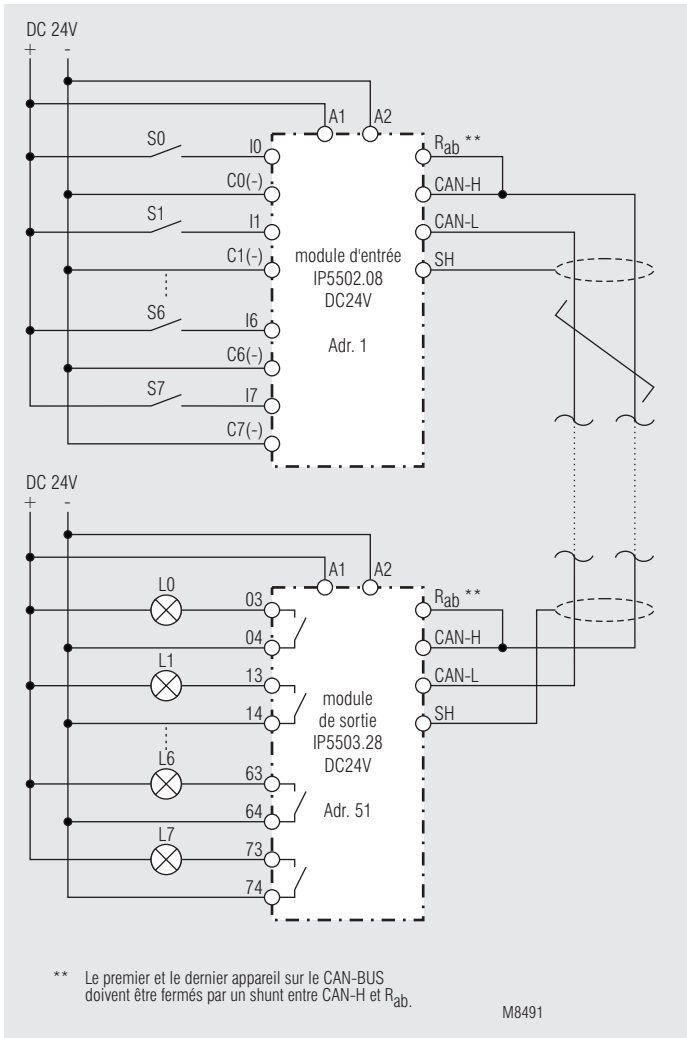 DC 24V
+ -
A1 A2
S0 I0 Rab **
C0(-) CAN-H
S1 I1 CAN-L
C1(-) SH
module d'entrée
IP5502.08
DC24V
S6 I6 Adr. 1
C6(-)
S7 I7
C7(-)
DC 24V
+ -
A1 A2
L0 03 Rab **
04 CAN-H
L1 13 CAN-L
14 SH
module
de sortie
IP5503.28
DC24V
L6 63
64 Adr. 51
L7 73
74
** Le premier et le dernier appareil sur le CAN-BUS
doivent être fermés par un shunt entre CAN-H et Rab.
M8491